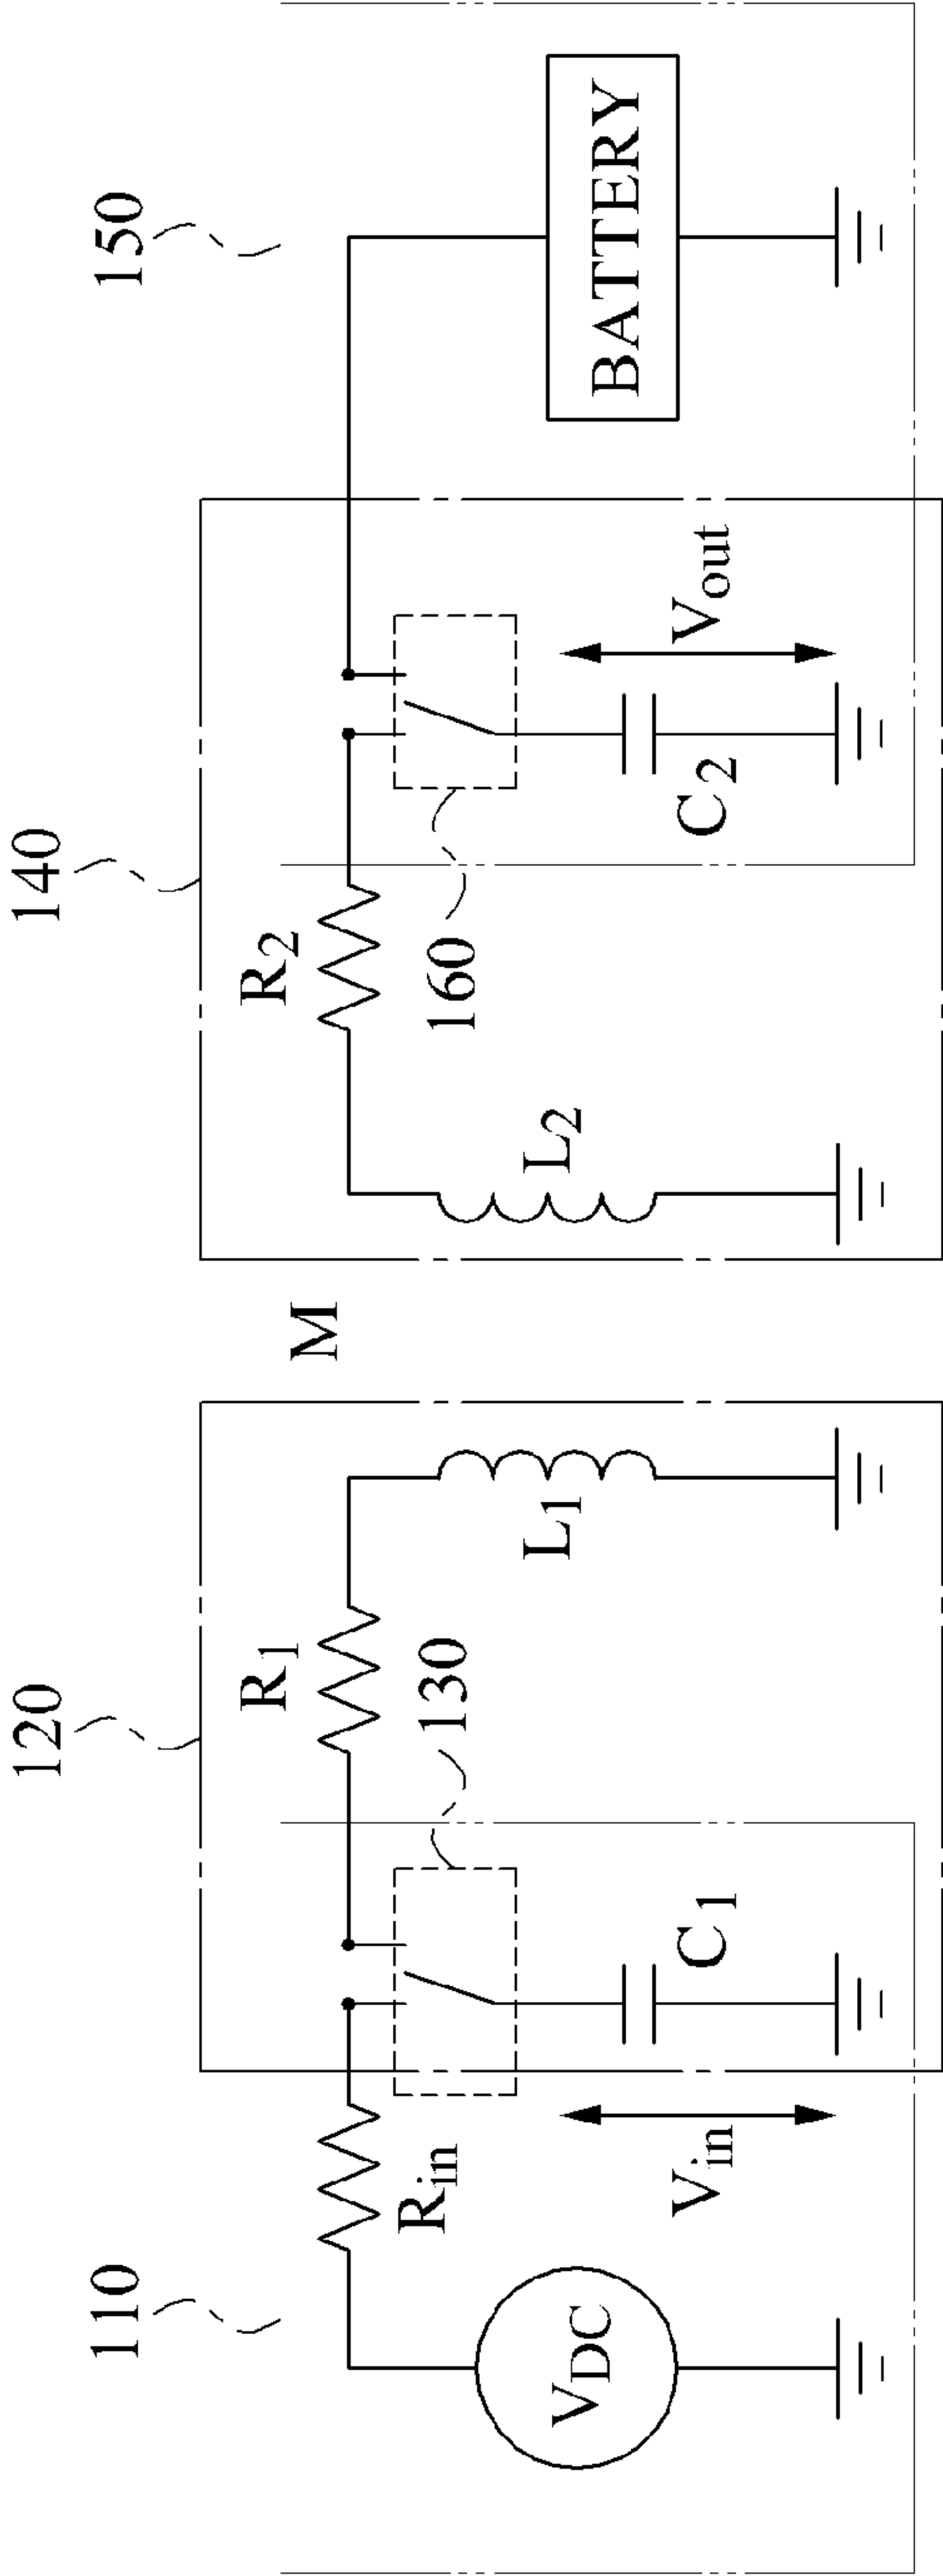 110
120
140
150
R₁
R₂
M
Rin
130
160
VDC
L₁
L₂
BATTERY
Vin
C₁
C₂
Vout